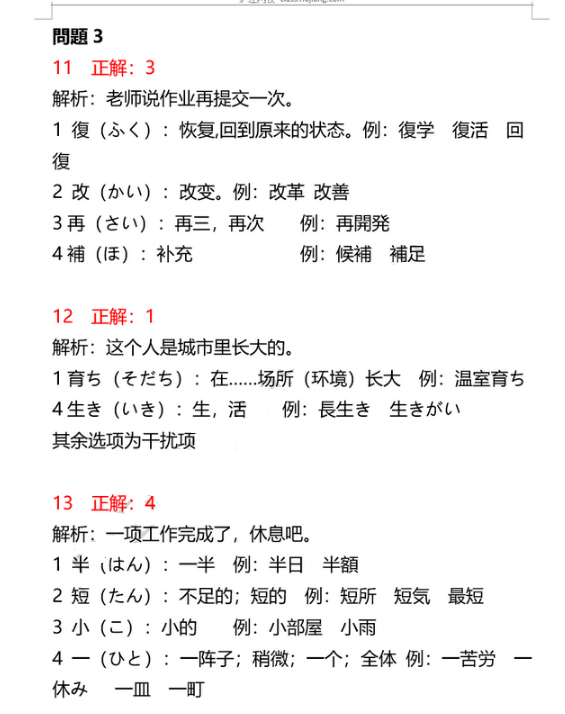 問題 3
11 正解：3
解析：老师说作业再提交一次。
1 復（ふく）：恢复,回到原来的状态。例：復学 復活 回
復
2 改（かい）：改变。例：改革 改善
3 再（さい）：再三，再次 例：再開発
4 補（ほ）：补充 例：候補 補足
12 正解：1
解析：这个人是城市里长大的。
1 育ち（そだち）：在……场所（环境）长大 例：温室育ち
4 生き（いき）：生，活 例：長生き 生きがい
其余选项为干扰项
13 正解：4
解析：一项工作完成了，休息吧。
1 半（はん）：一半 例：半日 半額
2 短（たん）：不足的；短的 例：短所 短気 最短
3 小（こ）：小的 例：小部屋 小雨
4 一（ひと）：一阵子；稍微；一个；全体 例：一苦労 一
休み 一皿 一町